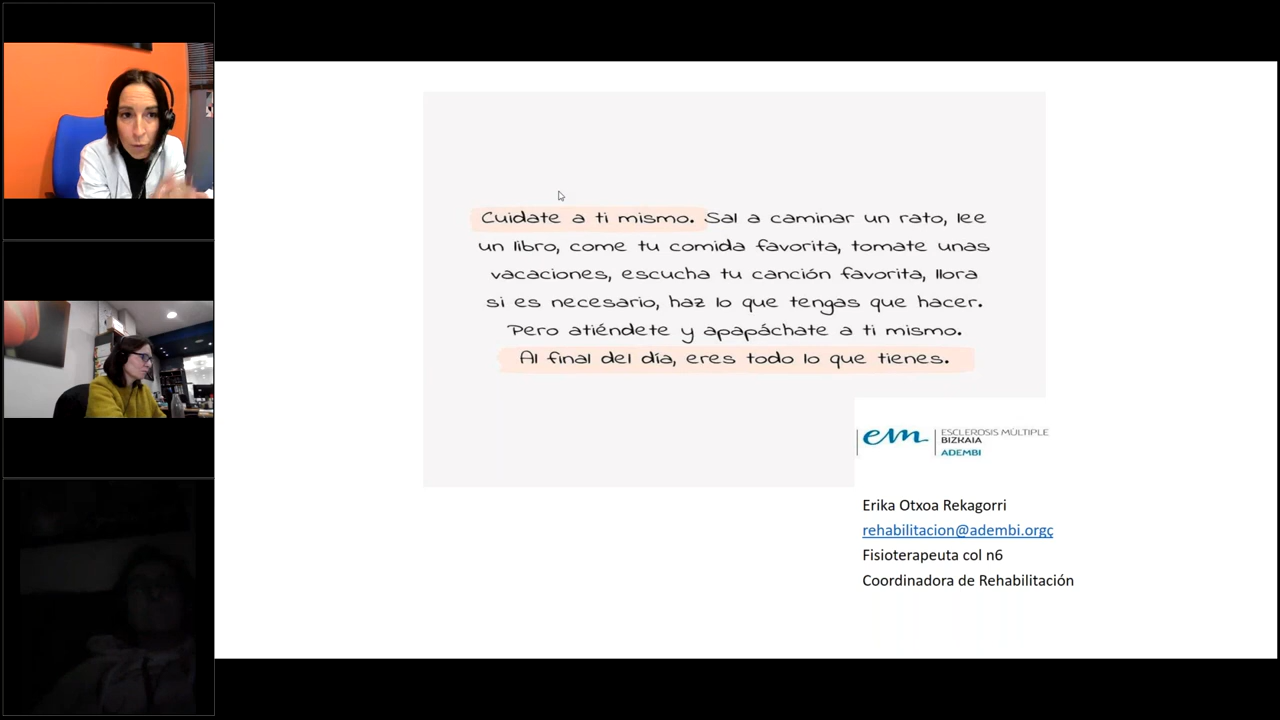 Cuidate a ti mismo. Sal a caminar un rato, lee
un libro, come tu comida favorita, tomate unas
vacaciones, escucha tu canción favorita, llora
si es necesario, haz lo que tengas que hacer.
Pero atiéndete y apapáchate a ti mismo.
Al final del día, eres todo lo que tienes.
em
ESCLEROSIS MÚLTIPLE
BIZKAIA
ADEMBI
Erika Otxoa Rekagorri
rehabilitacion@adembi.orgç
Fisioterapeuta col n6
Coordinadora de Rehabilitación